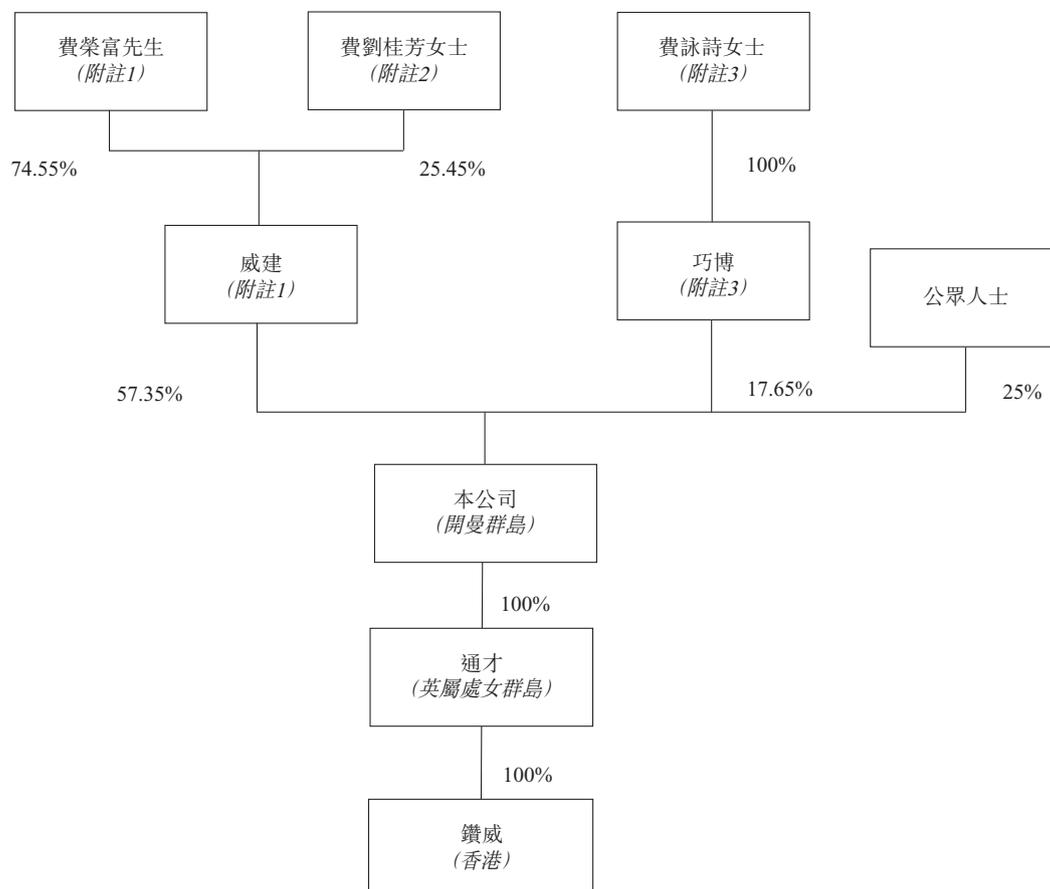 費榮富先生
（附註1）
費劉桂芳女士
（附註2）
費詠詩女士
（附註3）
74.55%
25.45%
100%
威建
（附註1）
巧博
（附註3）
公眾人士
57.35%
17.65%
25%
本公司
（開曼群島）
100%
通才
（英屬處女群島）
100%
鑽威
（香港）